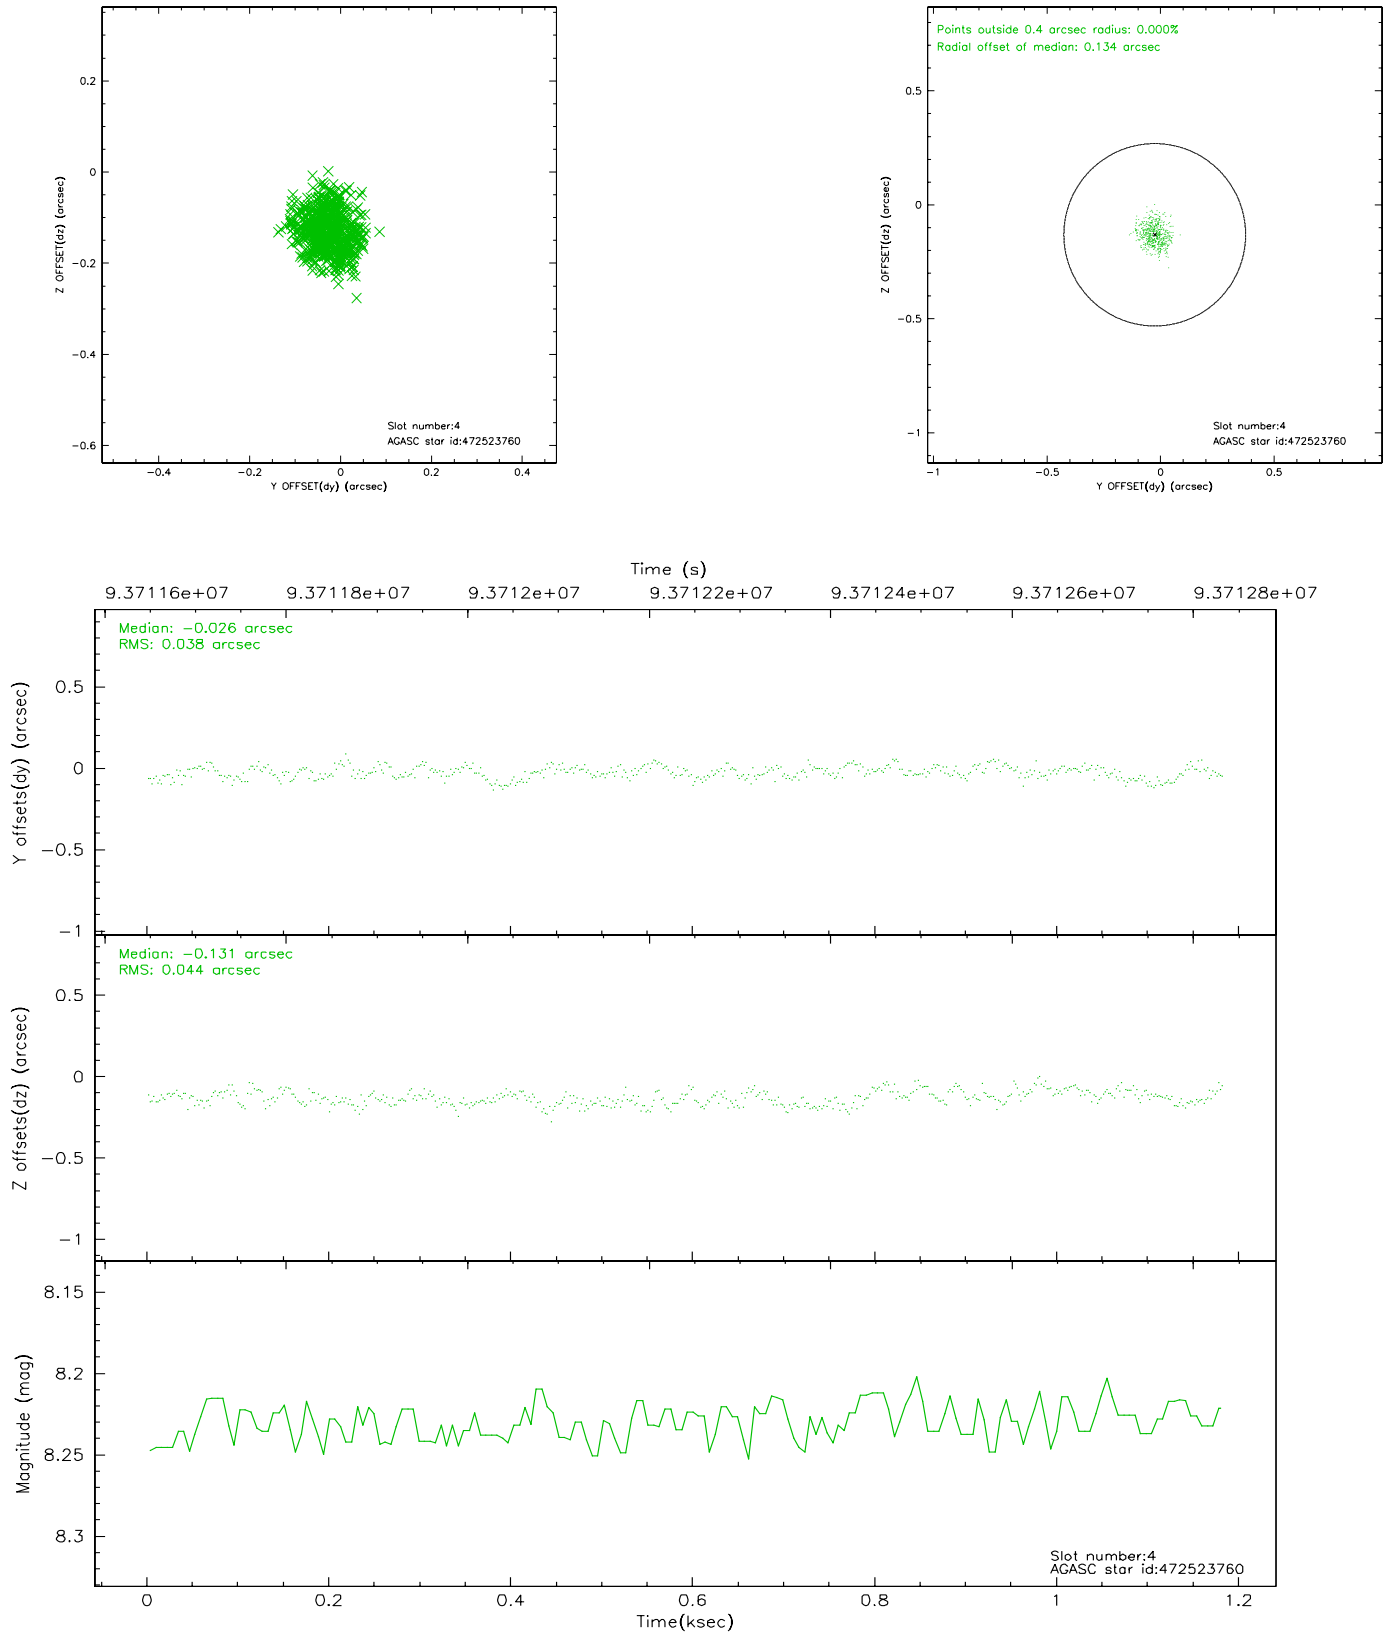 0.2
0
−0.2
−0.4
−0.6
Z OFFSET(dz) (arcsec)
Slot number:4
AGASC star id:472523760
−0.4 −0.2 0 0.2 0.4
Y OFFSET(dy) (arcsec)
Points outside 0.4 arcsec radius: 0.000%
Radial offset of median: 0.134 arcsec
0.5
0
−0.5
−1
Z OFFSET(dz) (arcsec)
Slot number:4
AGASC star id:472523760
−1 −0.5 0 0.5
Y OFFSET(dy) (arcsec)
Time (s)
9.37116e+07 9.37118e+07 9.3712e+07 9.37122e+07 9.37124e+07 9.37126e+07 9.37128e+07
Median: −0.026 arcsec
RMS: 0.038 arcsec
0.5
0
−0.5
−1
Y offsets(dy) (arcsec)
Median: −0.131 arcsec
RMS: 0.044 arcsec
0.5
0
−0.5
−1
Z offsets(dz) (arcsec)
8.15
8.2
8.25
8.3
Magnitude (mag)
Slot number:4
AGASC star id:472523760
0 0.2 0.4 0.6 0.8 1 1.2
Time(ksec)